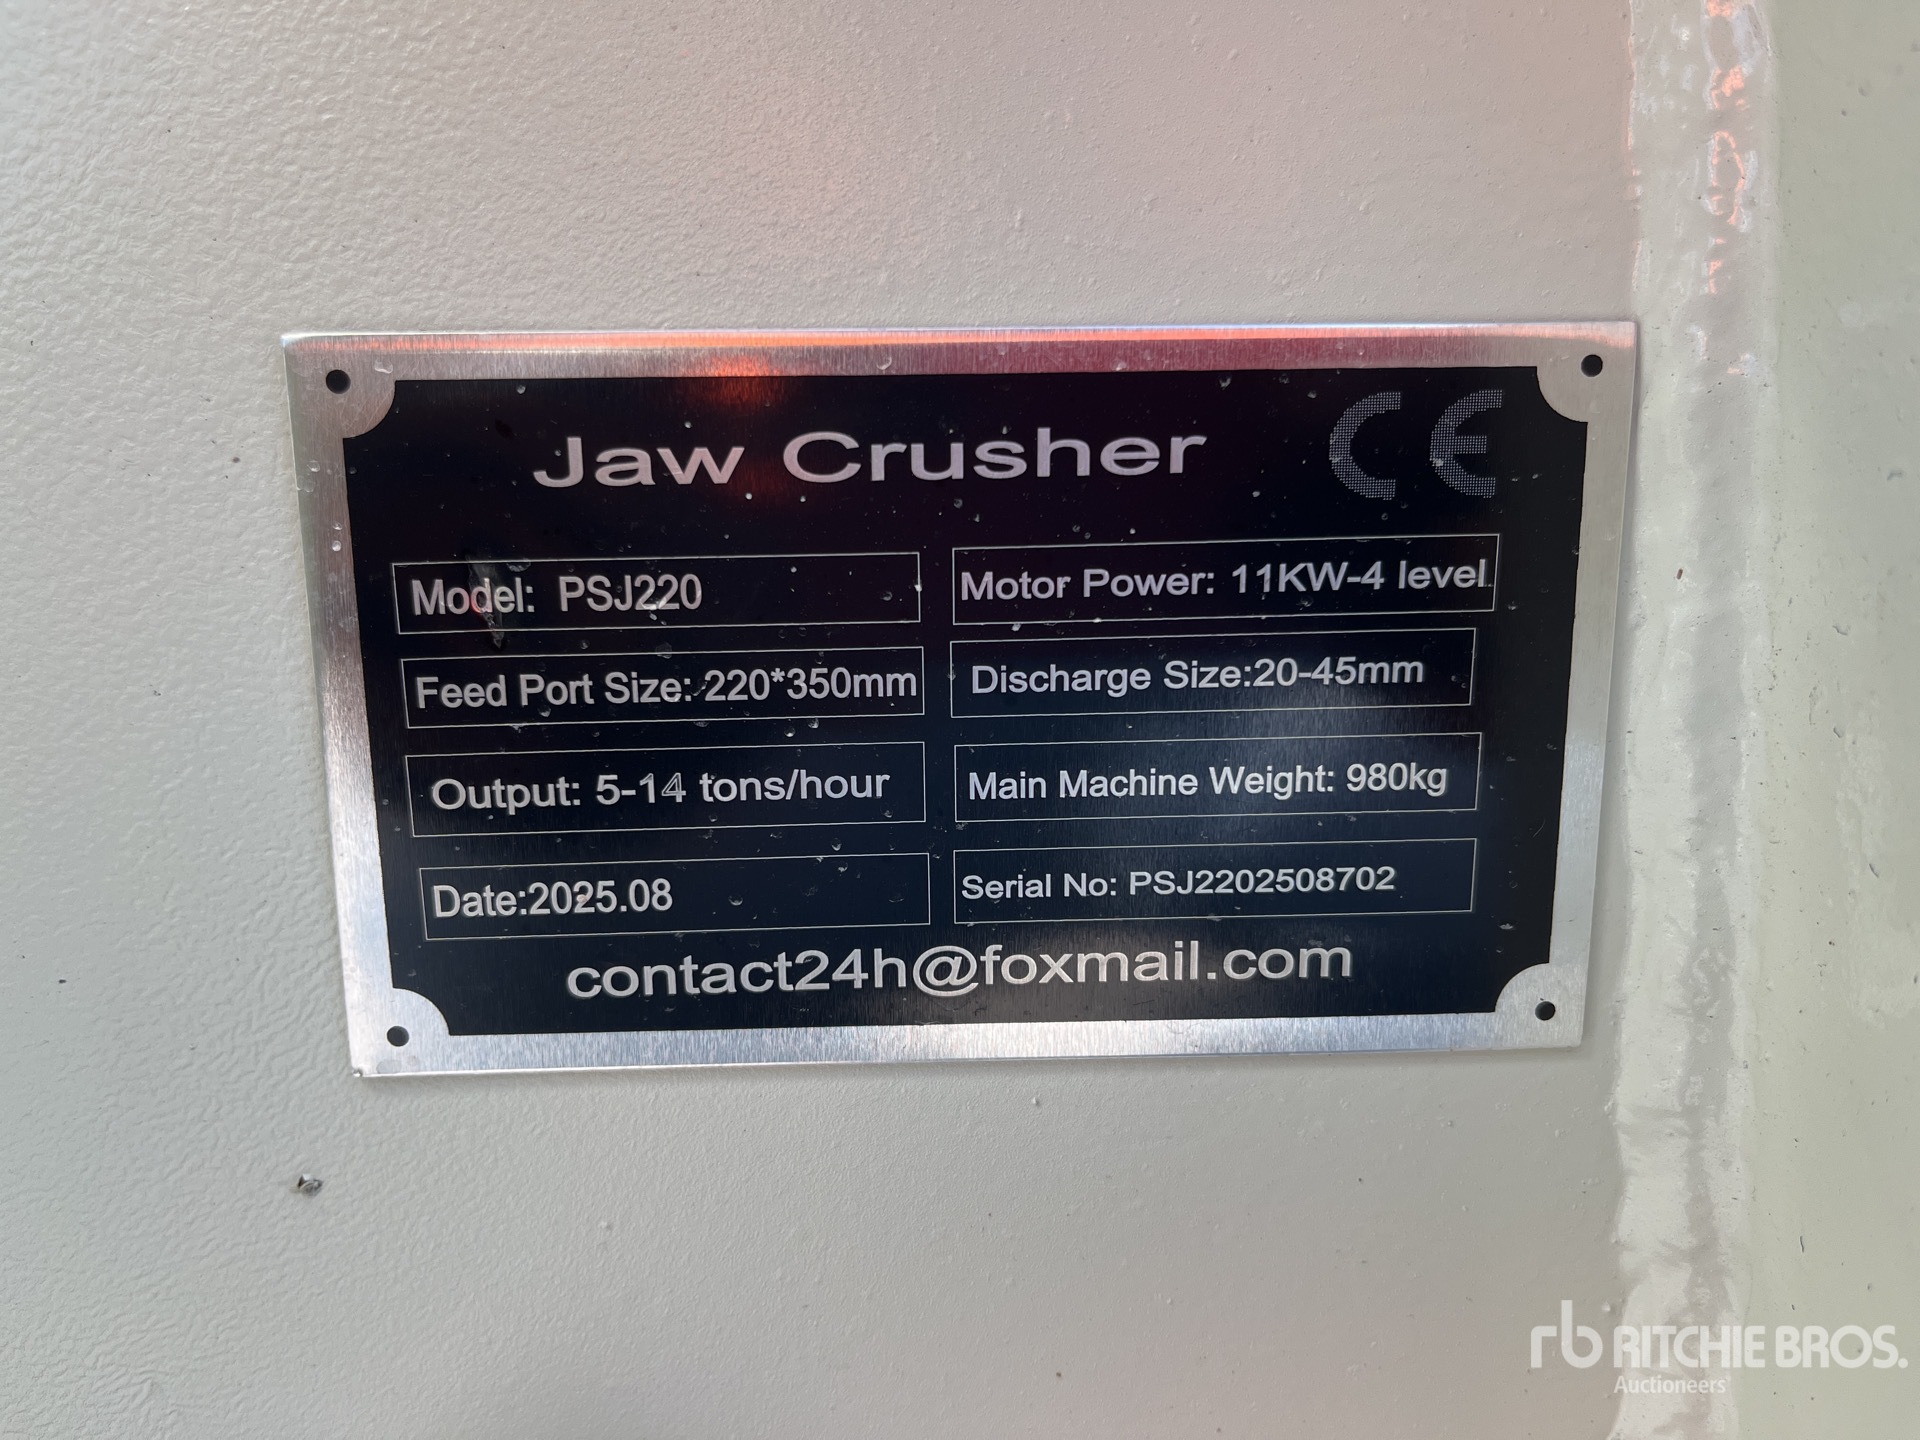 Jaw Crusher CE
Model: PSJ220
Motor Power: 11KW-4 level
Feed Port Size: 220*350mm
Discharge Size:20-45mm
Output: 5-14 tons/hour
Main Machine Weight: 980kg
Date:2025.08
Serial No: PSJ2202508702
contact24h@foxmail.com
rb RITCHIE BROS.
Auctioneers